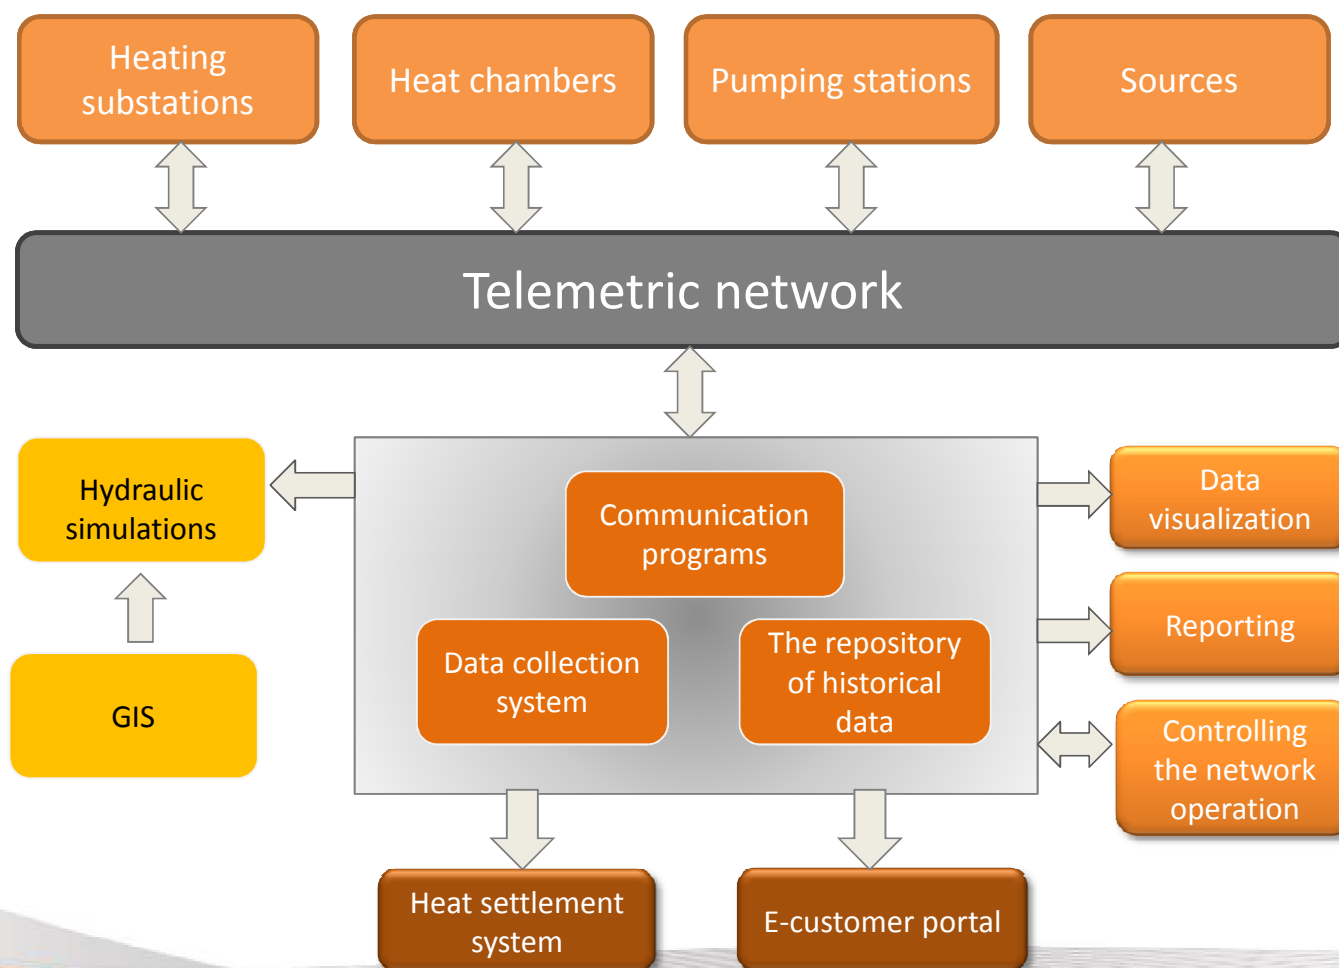 Heating
substations
Heat chambers
Pumping stations
Sources
Telemetric network
Hydraulic
simulations
Communication
programs
Data
visualization
Data collection
system
The repository
of historical
data
Reporting
GIS
Controlling
the network
operation
Heat settlement
system
E-customer portal